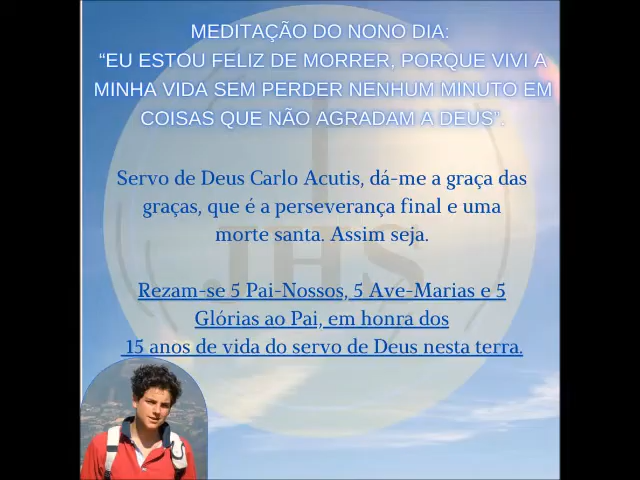 MEDITAÇÃO DO NONO DIA:
“EU ESTOU FELIZ DE MORRER, PORQUE VIVI A
MINHA VIDA SEM PERDER NENHUM MINUTO EM
COISAS QUE NÃO AGRADAM A DEUS”.
Servo de Deus Carlo Acutis, dá-me a graça das
graças, que é a perseverança final e uma
morte santa. Assim seja.
Rezam-se 5 Pai-Nossos, 5 Ave-Marias e 5
Glórias ao Pai, em honra dos
15 anos de vida do servo de Deus nesta terra.
JHS